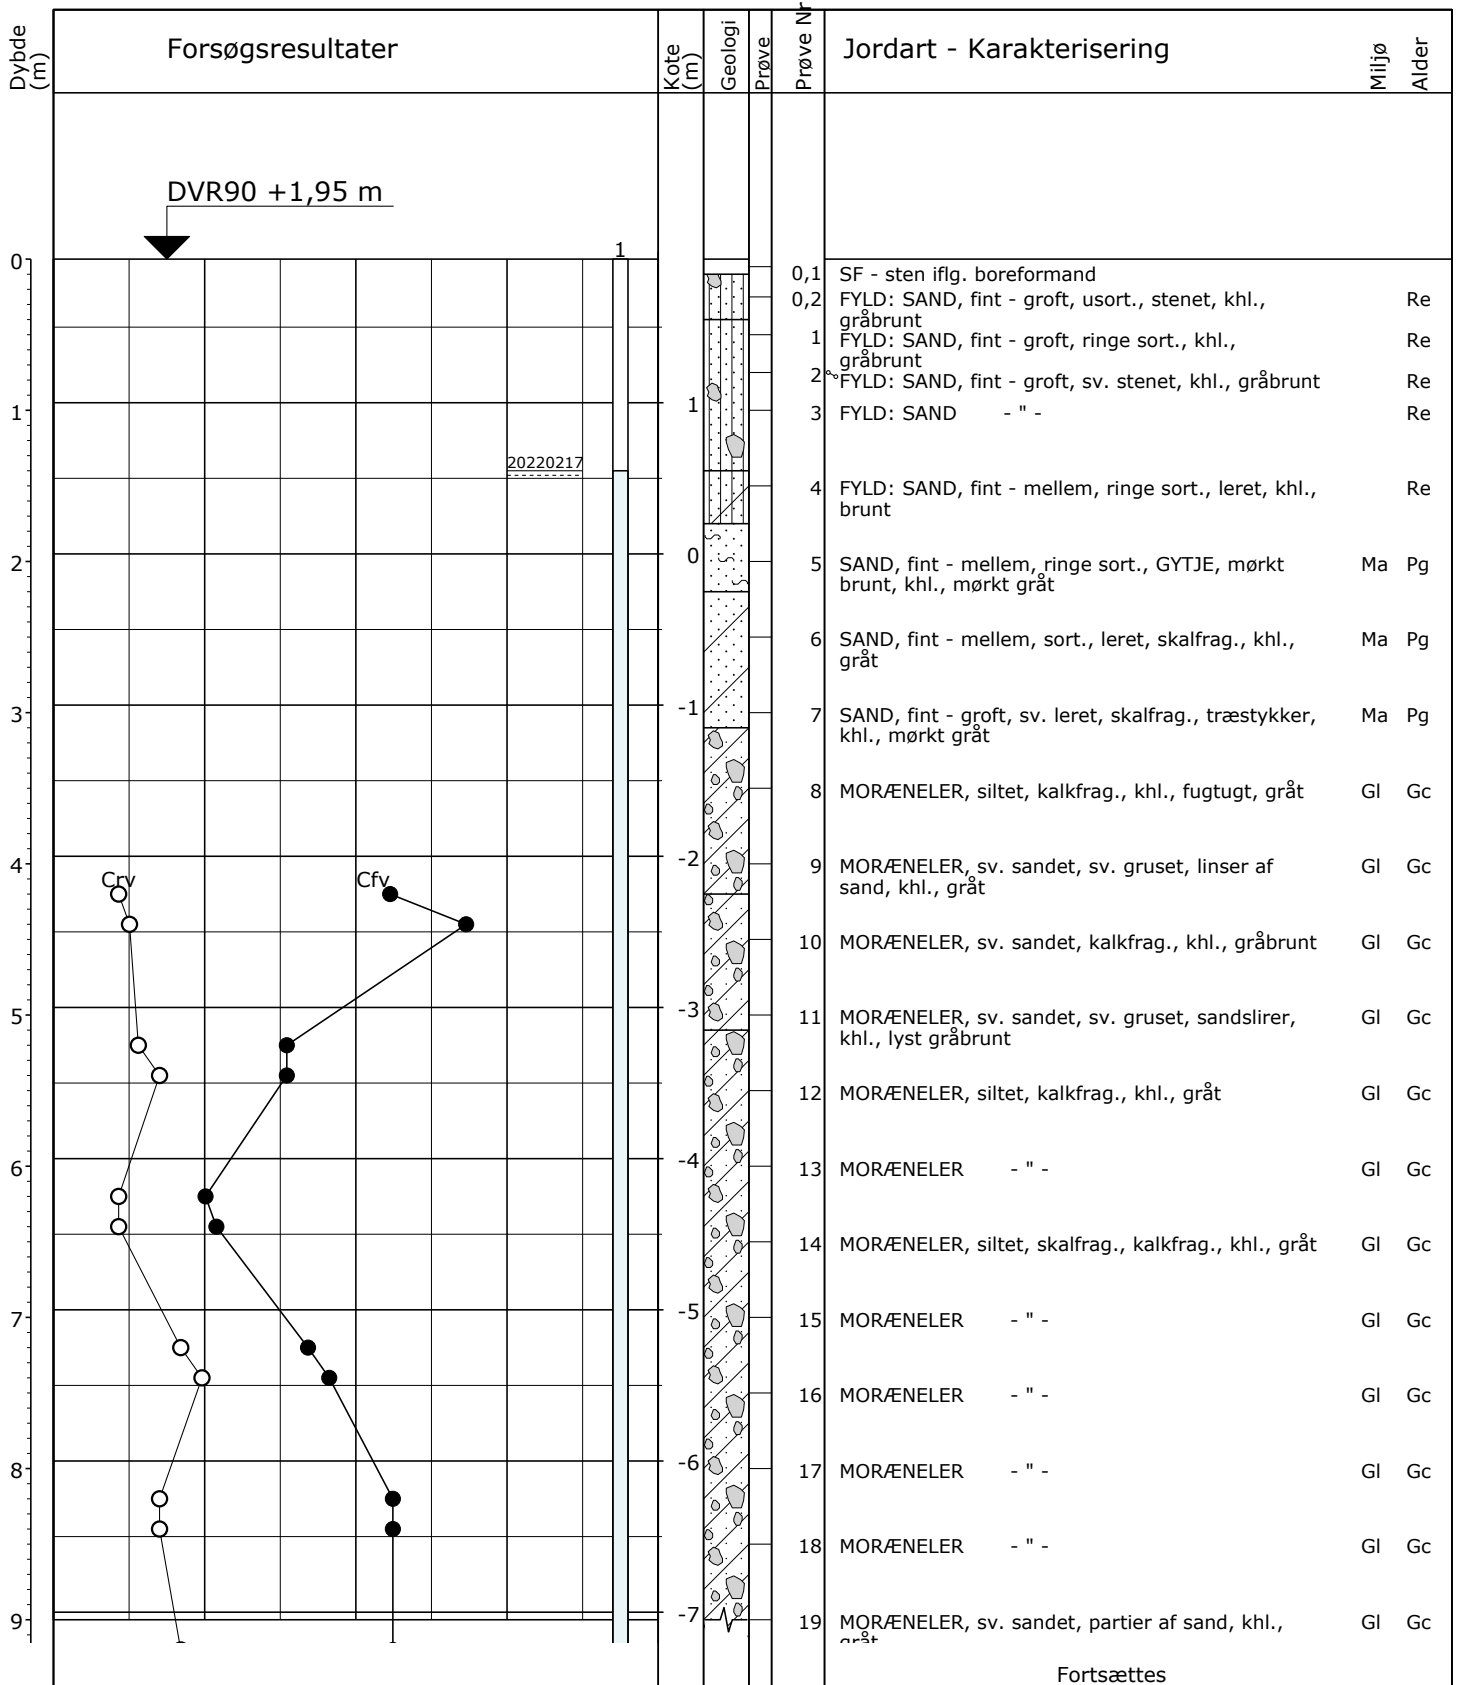 Dybde (m)
Forsøgsresultater
Kote (m)
Geologi
Prøve
Prøve Nr
Jordart - Karakterisering
Miljø
Alder
DVR90 +1,95 m
1
0
0,1 SF - sten iflg. boreformand
0,2 FYLD: SAND, fint - groft, usort., stenet, khl., Re
gråbrunt
1 FYLD: SAND, fint - groft, ringe sort., khl., Re
gråbrunt
2 FYLD: SAND, fint - groft, sv. stenet, khl., gråbrunt Re
1 1 3 FYLD: SAND - " - Re
20220217
4 FYLD: SAND, fint - mellem, ringe sort., leret, khl., Re
brunt
2 0 5 SAND, fint - mellem, ringe sort., GYTJE, mørkt Ma Pg
brunt, khl., mørkt gråt
6 SAND, fint - mellem, sort., leret, skalfrag., khl., Ma Pg
gråt
3 -1 7 SAND, fint - groft, sv. leret, skalfrag., træstykker, Ma Pg
khl., mørkt gråt
8 MORÆNELER, siltet, kalkfrag., khl., fugtugt, gråt Gl Gc
4 -2 9 MORÆNELER, sv. sandet, sv. gruset, linser af Gl Gc
sand, khl., gråt
Crv Cfv
10 MORÆNELER, sv. sandet, kalkfrag., khl., gråbrunt Gl Gc
5 -3 11 MORÆNELER, sv. sandet, sv. gruset, sandslirer, Gl Gc
khl., lyst gråbrunt
12 MORÆNELER, siltet, kalkfrag., khl., gråt Gl Gc
6 -4 13 MORÆNELER - " - Gl Gc
14 MORÆNELER, siltet, skalfrag., kalkfrag., khl., gråt Gl Gc
7 -5 15 MORÆNELER - " - Gl Gc
16 MORÆNELER - " - Gl Gc
8 -6 17 MORÆNELER - " - Gl Gc
18 MORÆNELER - " - Gl Gc
9 -7 19 MORÆNELER, sv. sandet, partier af sand, khl., Gl Gc
gråt
Fortsættes